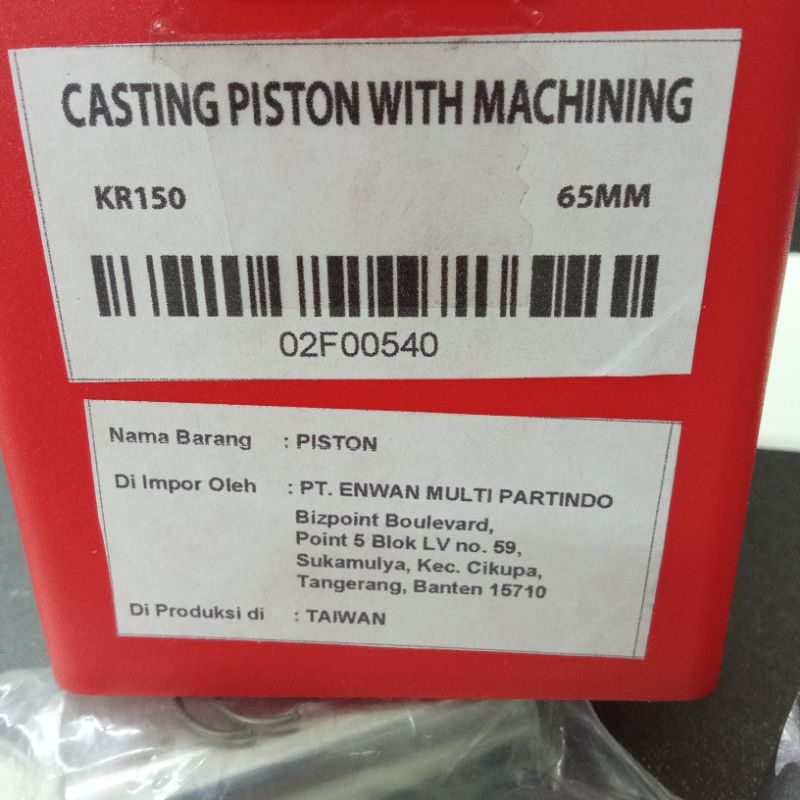 CASTING PISTON WITH MACHINING
KR150 65MM
02F00540
Nama Barang : PISTON
Di Impor Oleh : PT. ENWAN MULTI PARTINDO
Bizpoint Boulevard,
Point 5 Blok LV no. 59,
Sukamulya, Kec. Cikupa,
Tangerang, Banten 15710
Di Produksi di : TAIWAN